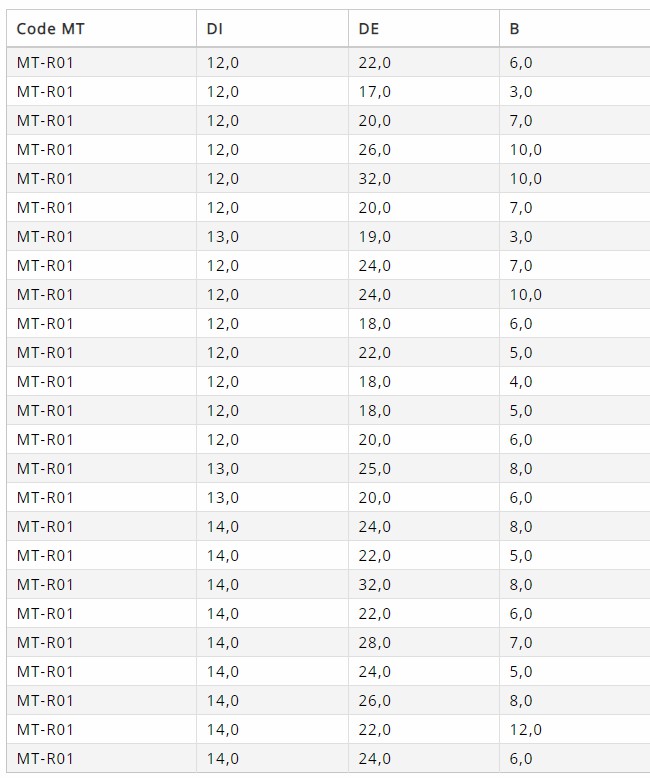 Code MT DI DE B
MT-R01 12,0 22,0 6,0
MT-R01 12,0 17,0 3,0
MT-R01 12,0 20,0 7,0
MT-R01 12,0 26,0 10,0
MT-R01 12,0 32,0 10,0
MT-R01 12,0 20,0 7,0
MT-R01 13,0 19,0 3,0
MT-R01 12,0 24,0 7,0
MT-R01 12,0 24,0 10,0
MT-R01 12,0 18,0 6,0
MT-R01 12,0 22,0 5,0
MT-R01 12,0 18,0 4,0
MT-R01 12,0 18,0 5,0
MT-R01 12,0 20,0 6,0
MT-R01 13,0 25,0 8,0
MT-R01 13,0 20,0 6,0
MT-R01 14,0 24,0 8,0
MT-R01 14,0 22,0 5,0
MT-R01 14,0 32,0 8,0
MT-R01 14,0 22,0 6,0
MT-R01 14,0 28,0 7,0
MT-R01 14,0 24,0 5,0
MT-R01 14,0 26,0 8,0
MT-R01 14,0 22,0 12,0
MT-R01 14,0 24,0 6,0